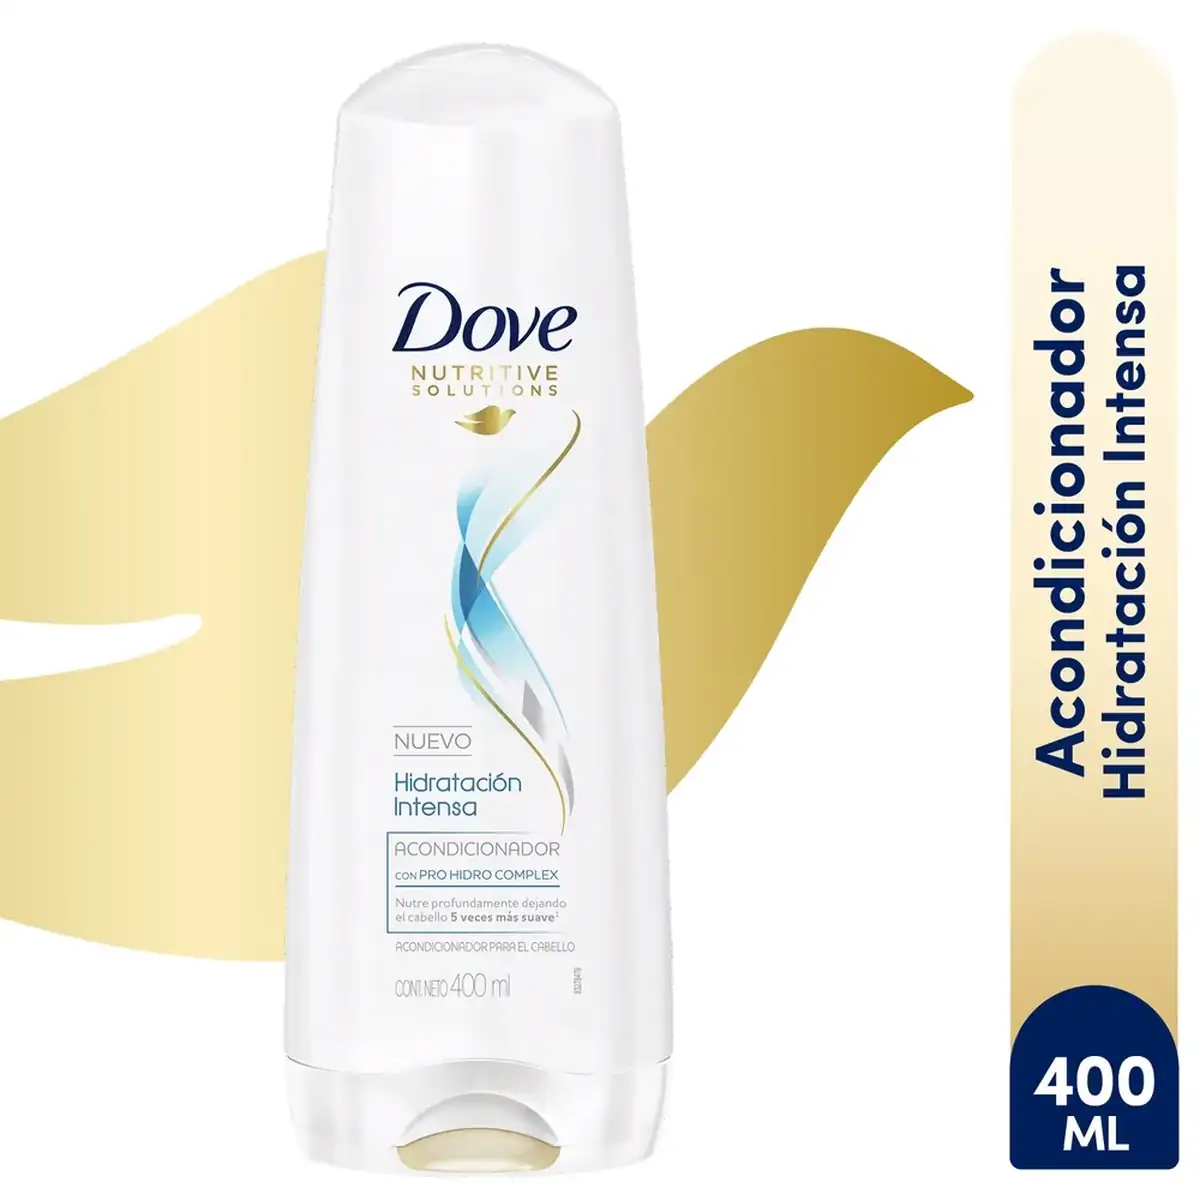 Dove
NUTRITIVE
SOLUTIONS
NUEVO
Hidratación
Intensa
ACONDICIONADOR
CON PRO HIDRO COMPLEX
Nutre profundamente dejando
el cabello 5 veces más suave
ACONDICIONADOR PARA EL CABELLO
CONT. NETO 400 ml
Acondicionador
Hidratación Intensa
400
ML